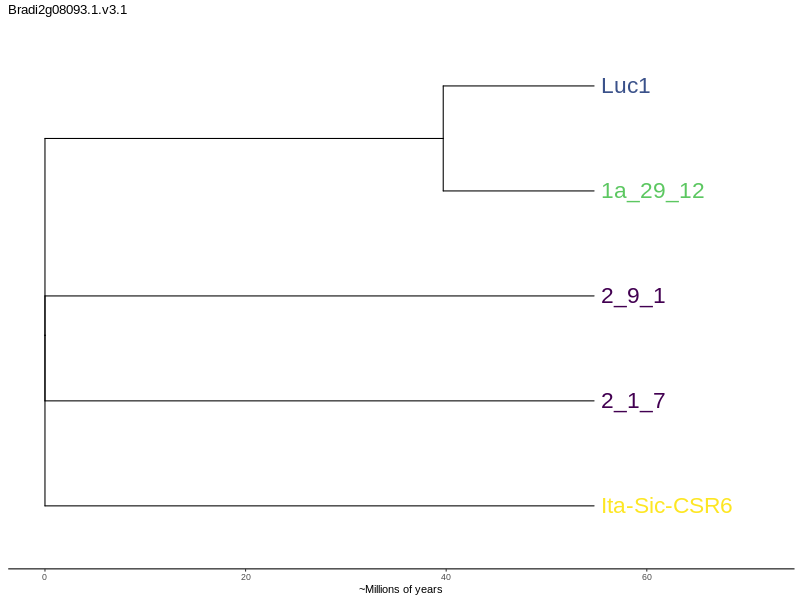 Bradi2g08093.1.v3.1
Luc1
1a_29_12
2_9_1
2_1_7
Ita-Sic-CSR6
0 20 40 60
~Millions of years